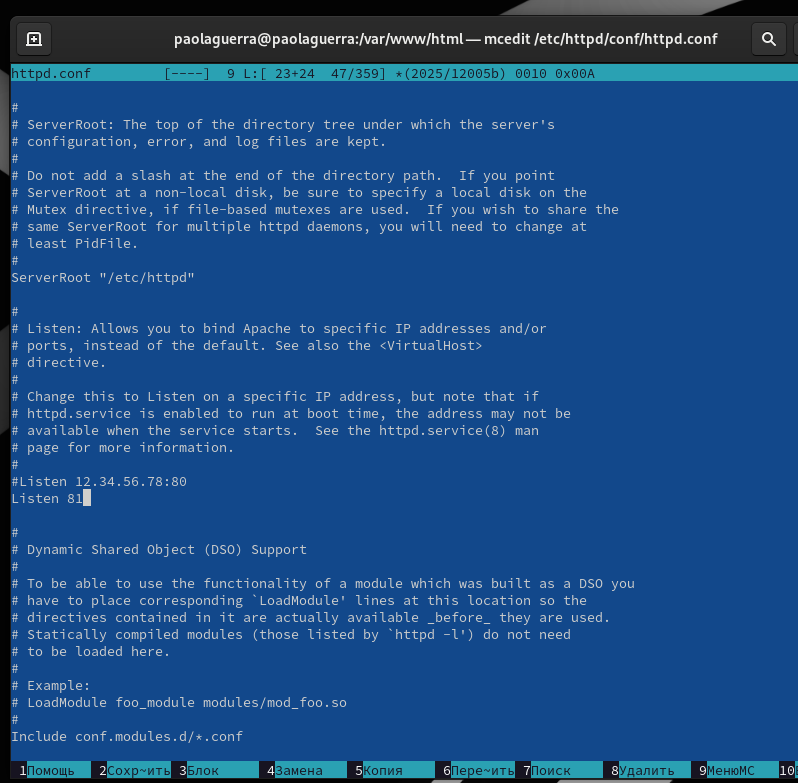 paolaguerra@paolaguerra:/var/www/html — mcedit /etc/httpd/conf/httpd.conf
httpd.conf         [----]  9 L:[ 23+24  47/359] *(2025/12005b) 0010 0x00A
#
# ServerRoot: The top of the directory tree under which the server's
# configuration, error, and log files are kept.
#
# Do not add a slash at the end of the directory path.  If you point
# ServerRoot at a non-local disk, be sure to specify a local disk on the
# Mutex directive, if file-based mutexes are used.  If you wish to share the
# same ServerRoot for multiple httpd daemons, you will need to change at
# least PidFile.
#
ServerRoot "/etc/httpd"
#
# Listen: Allows you to bind Apache to specific IP addresses and/or
# ports, instead of the default. See also the <VirtualHost>
# directive.
#
# Change this to Listen on a specific IP address, but note that if
# httpd.service is enabled to run at boot time, the address may not be
# available when the service starts.  See the httpd.service(8) man
# page for more information.
#
#Listen 12.34.56.78:80
Listen 81
#
# Dynamic Shared Object (DSO) Support
#
# To be able to use the functionality of a module which was built as a DSO you
# have to place corresponding `LoadModule' lines at this location so the
# directives contained in it are actually available _before_ they are used.
# Statically compiled modules (those listed by `httpd -l') do not need
# to be loaded here.
#
# Example:
# LoadModule foo_module modules/mod_foo.so
#
Include conf.modules.d/*.conf
1Помощь 2Сохр~ить 3Блок 4Замена 5Копия 6Пере~ить 7Поиск 8Удалить 9МенюMC 10